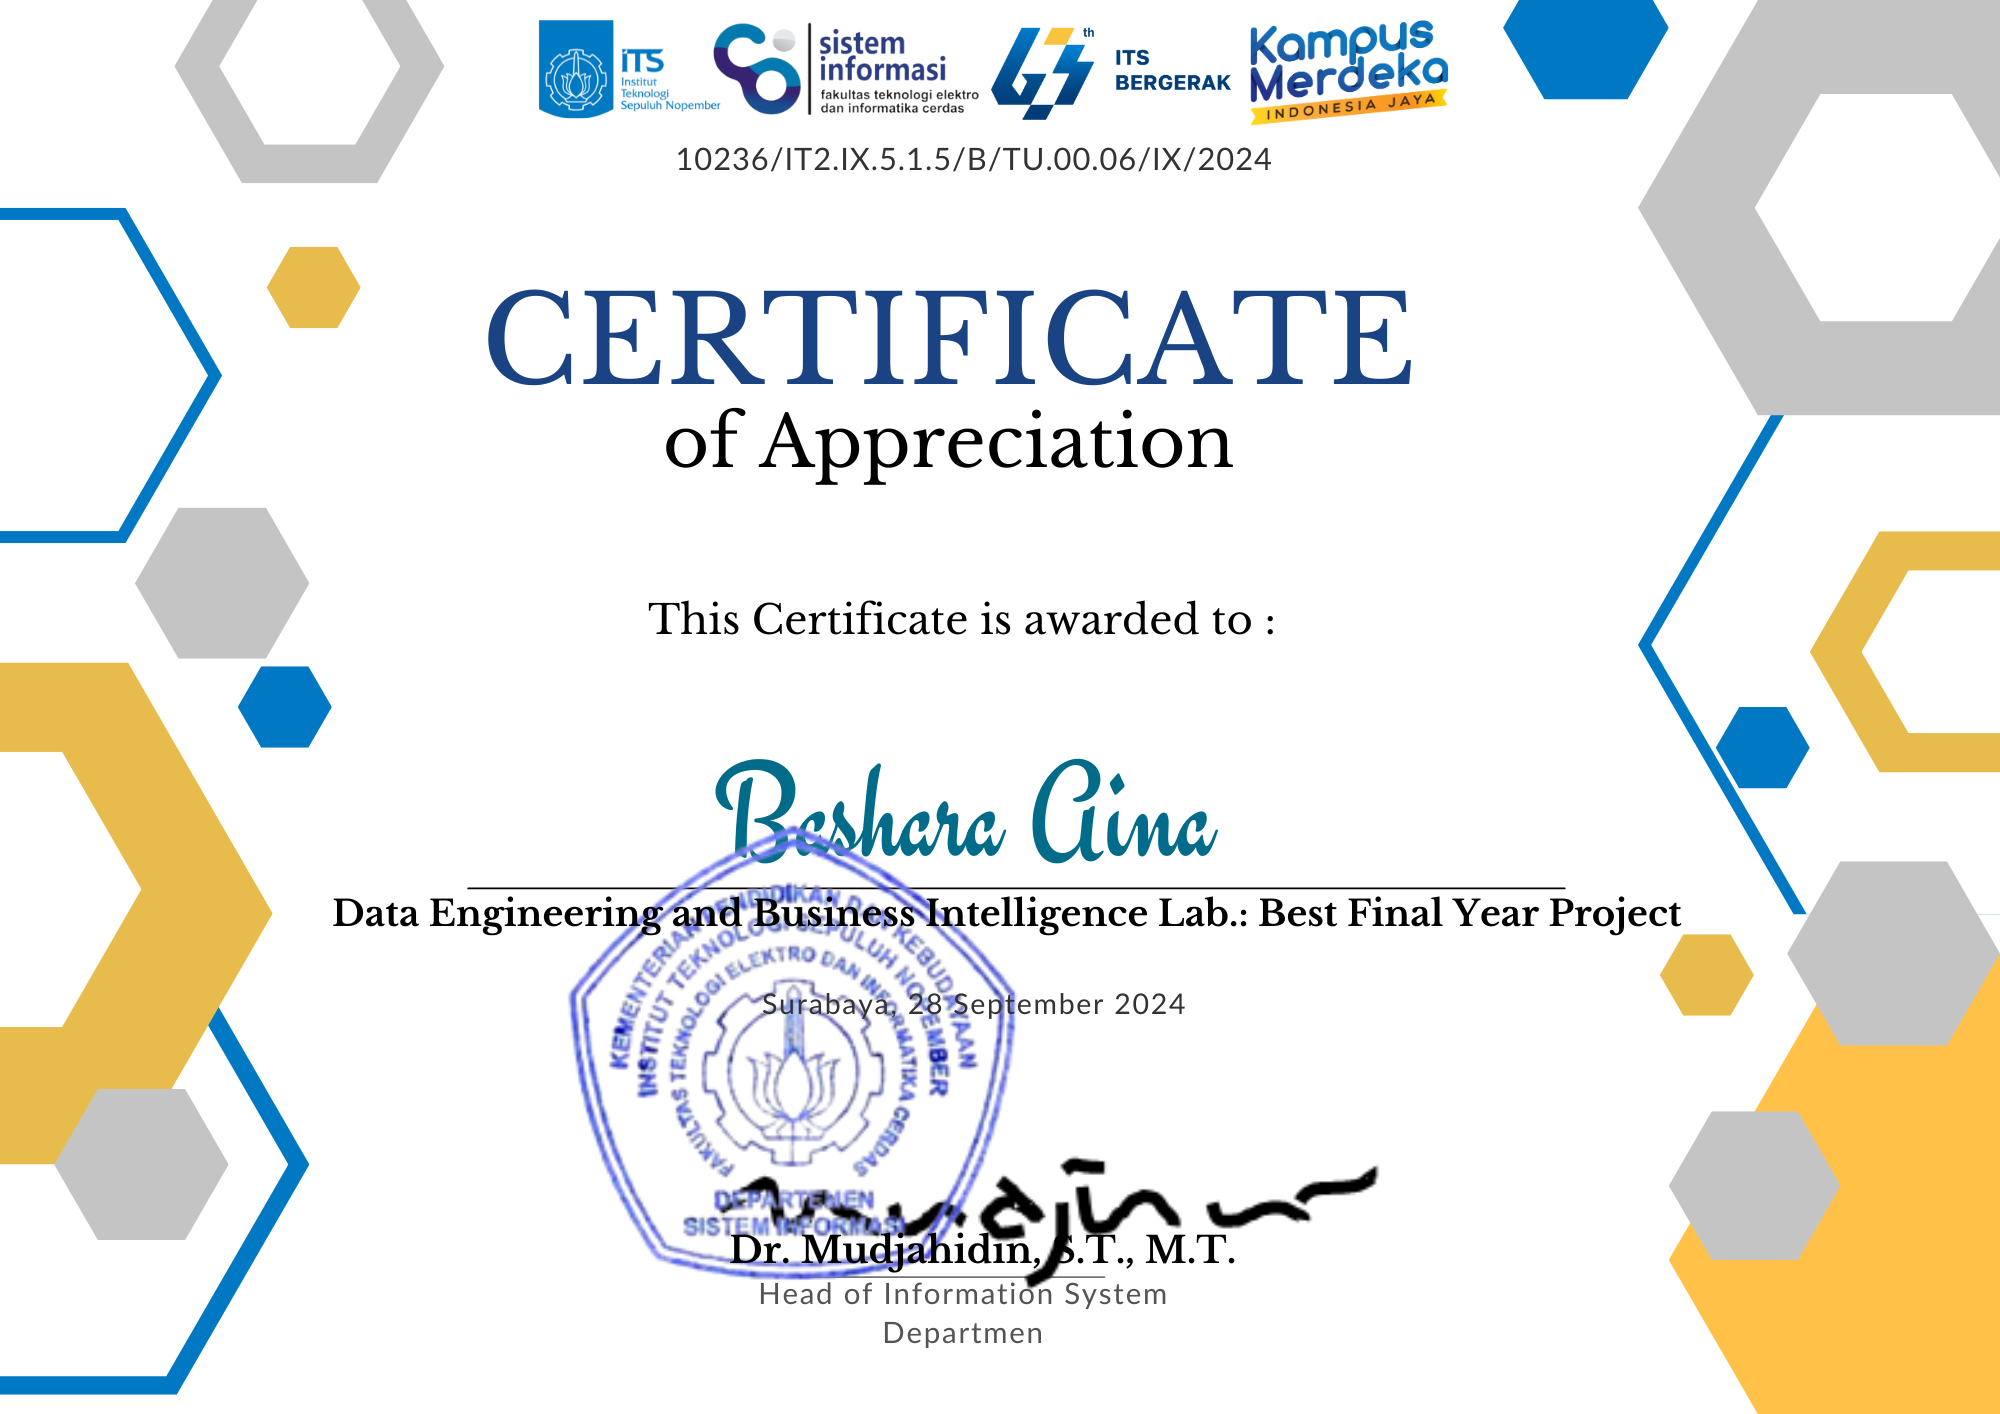 ITS
Institut
Teknologi
Sepuluh Nopember
sistem
informasi
fakultas teknologi elektro
dan informatika cerdas
63 th
ITS
BERGERAK
Kampus
Merdeka
INDONESIA JAYA
10236/IT2.IX.5.1.5/B/TU.00.06/IX/2024
CERTIFICATE
of Appreciation
This Certificate is awarded to :
Bashara Aina
Data Engineering and Business Intelligence Lab.: Best Final Year Project
Surabaya, 28 September 2024
KEMENTERIAN PENDIDIKAN DAN KEBUDAYAAN
INSTITUT TEKNOLOGI SEPULUH NOPEMBER
FAKULTAS TEKNOLOGI ELEKTRO DAN INFORMATIKA CERDAS
DEPARTEMEN
SISTEM INFORMASI
Dr. Mudjahidin, S.T., M.T.
Head of Information System
Departmen